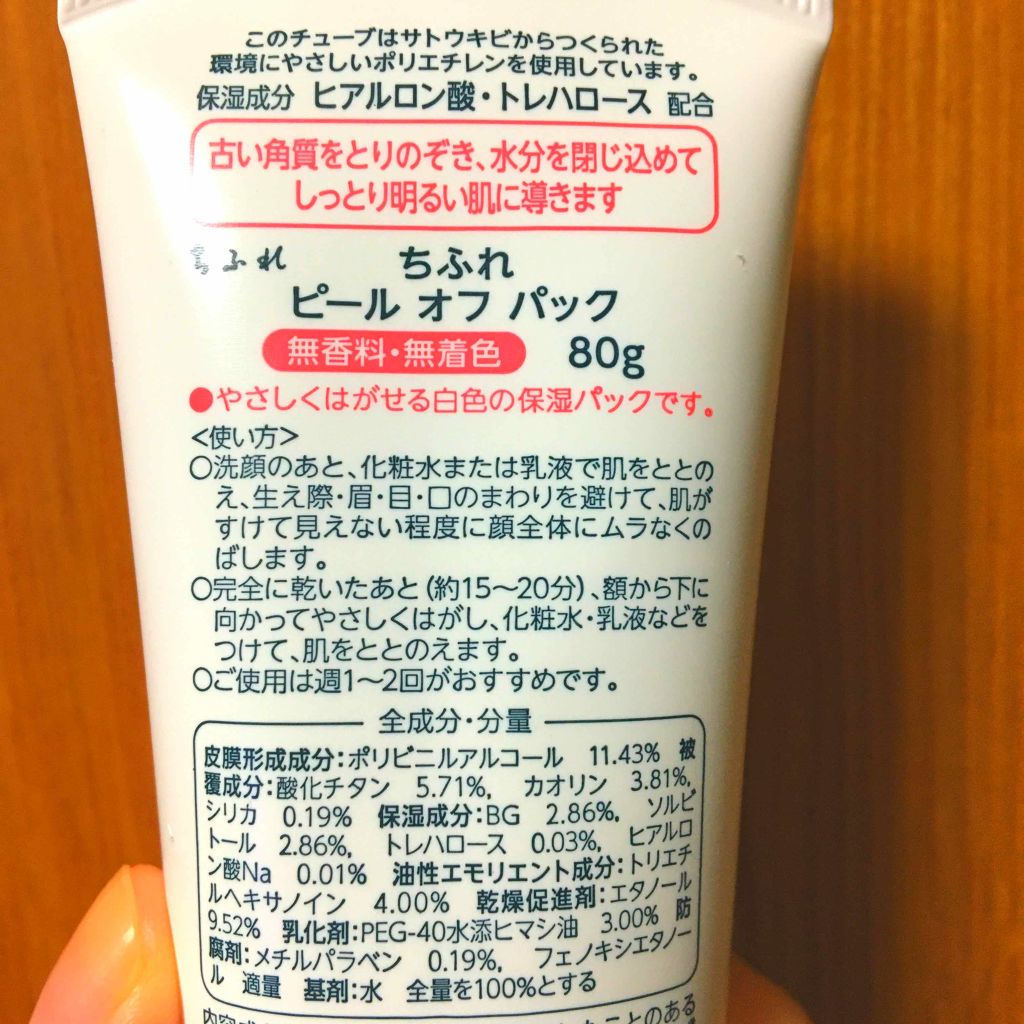 このチューブはサトウキビからつくられた
環境にやさしいポリエチレンを使用しています。
保湿成分 ヒアルロン酸・トレハロース 配合
古い角質をとりのぞき、水分を閉じ込めて
しっとり明るい肌に導きます
ちふれ ちふれ
ピール オフ パック
無香料・無着色 80g
●やさしくはがせる白色の保湿パックです。
<使い方>
○洗顔のあと、化粧水または乳液で肌をととの
え、生え際・眉・目・口のまわりを避けて、肌が
すけて見えない程度に顔全体にムラなくの
ばします。
○完全に乾いたあと(約15〜20分)、額から下に
向かってやさしくはがし、化粧水・乳液などを
つけて、肌をととのえます。
○ご使用は週1〜2回がおすすめです。
全成分・分量
皮膜形成成分:ポリビニルアルコール 11.43% 被
覆成分:酸化チタン 5.71%, カオリン 3.81%,
シリカ 0.19% 保湿成分:BG 2.86%, ソルビ
トール 2.86%, トレハロース 0.03%, ヒアルロ
ン酸Na 0.01% 油性エモリエント成分:トリエチ
ルヘキサノイン 4.00% 乾燥促進剤:エタノール
9.52% 乳化剤:PEG-40水添ヒマシ油 3.00% 防
腐剤:メチルパラベン 0.19%, フェノキシエタノー
ル 適量 基剤:水 全量を100%とする
ことのある